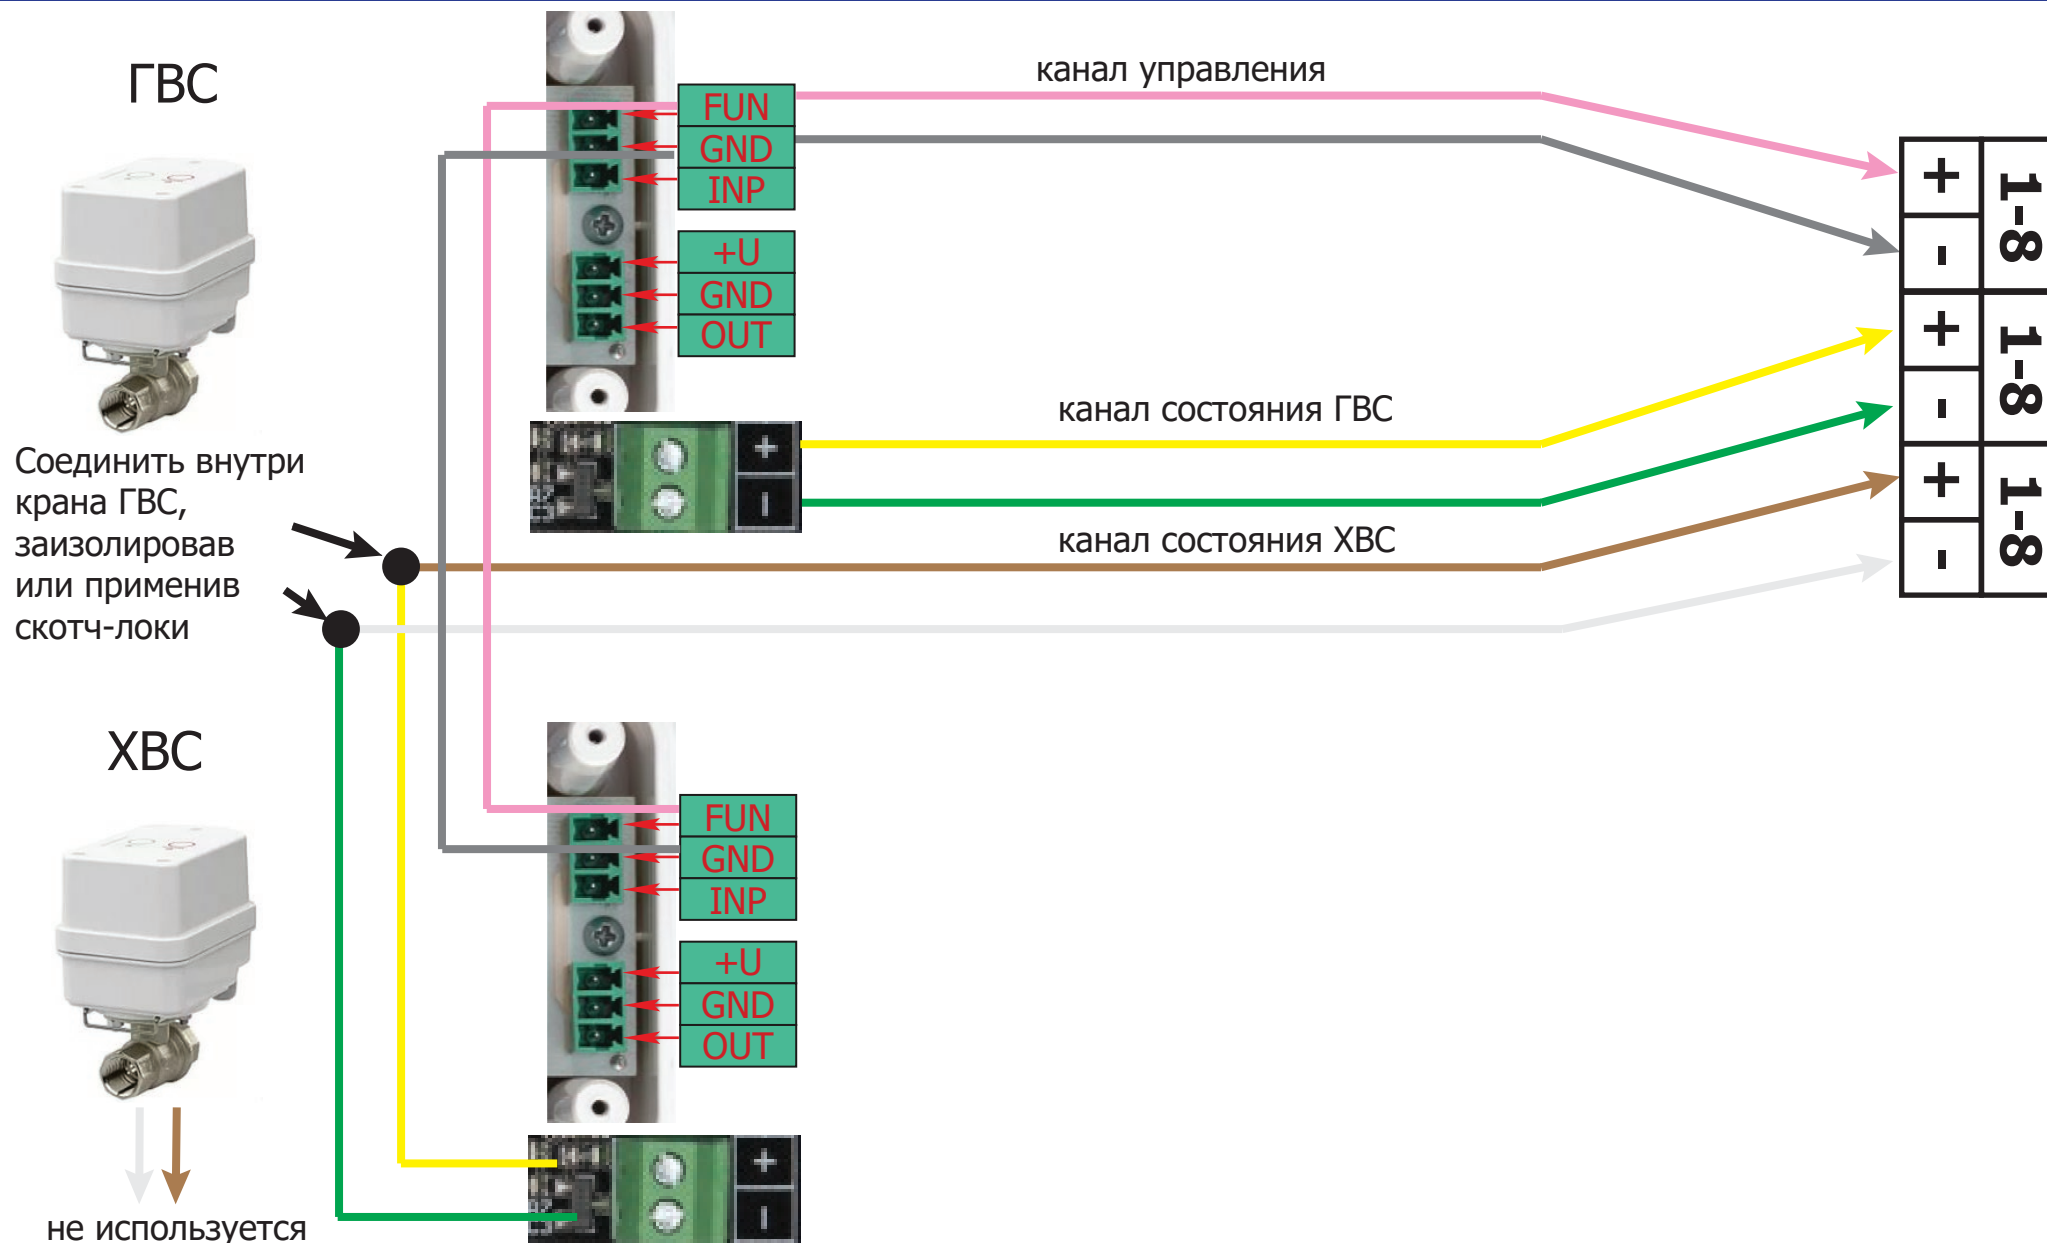 ГВС
FUN
GND
INP
+U
GND
OUT
+
-
Соединить внутри
крана ГВС,
заизолировав
или применив
скотч-локи
канал управления
канал состояния ГВС
канал состояния ХВС
+
-
1-8
+
-
1-8
+
-
1-8
ХВС
FUN
GND
INP
+U
GND
OUT
+
-
не используется